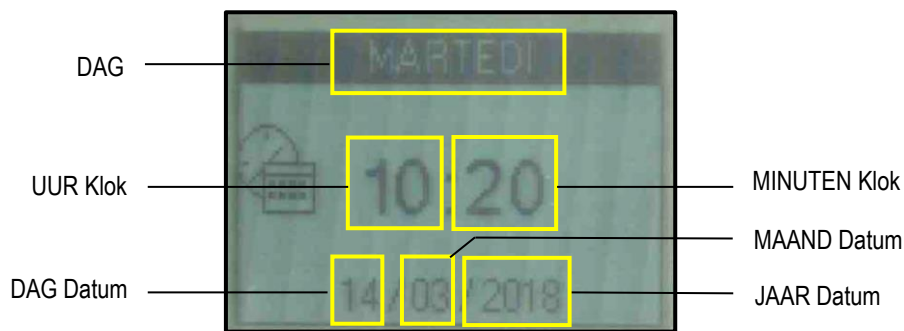 DAG
MARTEDI
UUR Klok
10:20
MINUTEN Klok
MAAND Datum
DAG Datum
14/03/2018
JAAR Datum